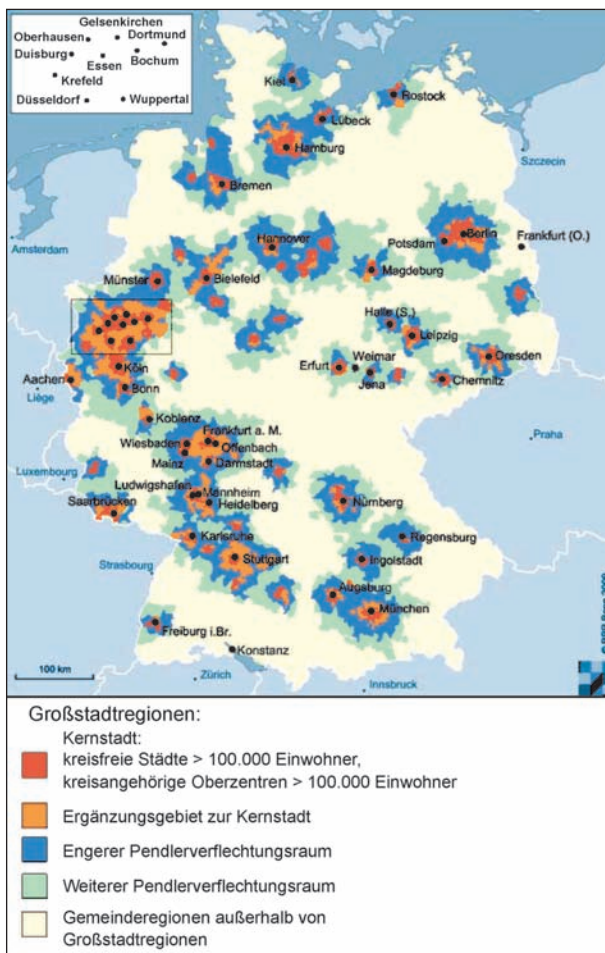 Gelsenkirchen
Oberhausen
Dortmund
Duisburg
Essen
Bochum
Krefeld
Düsseldorf
Wuppertal
Kiel
Rostock
Lübeck
Hamburg
Szczecin
Bremen
Amsterdam
Hannover
Berlin
Potsdam
Frankfurt (O.)
Münster
Bielefeld
Magdeburg
Halle (S.)
Leipzig
Köln
Erfurt
Weimar
Dresden
Jena
Chemnitz
Aachen
Bonn
Liège
Koblenz
Frankfurt a. M.
Wiesbaden
Offenbach
Praha
Mainz
Darmstadt
Luxembourg
Ludwigshafen
Mannheim
Nürnberg
Saarbrücken
Heidelberg
Karlsruhe
Regensburg
Stuttgart
Ingolstadt
Strasbourg
Augsburg
München
Freiburg i.Br.
Konstanz
100 km
Zürich
Innsbruck
Großstadtregionen:
Kernstadt:
kreisfreie Städte > 100.000 Einwohner,
kreisangehörige Oberzentren > 100.000 Einwohner
Ergänzungsgebiet zur Kernstadt
Engerer Pendlerverflechtungsraum
Weiterer Pendlerverflechtungsraum
Gemeinderegionen außerhalb von
Großstadtregionen